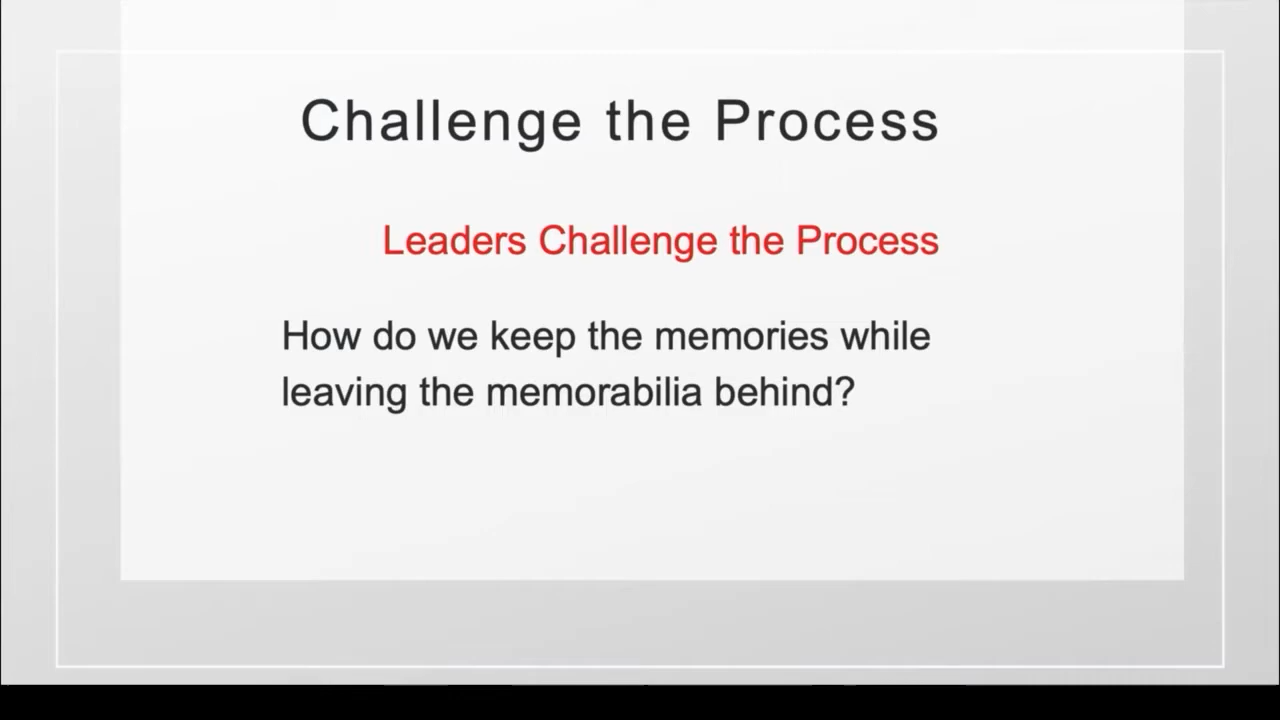 Challenge the Process
Leaders Challenge the Process
How do we keep the memories while
leaving the memorabilia behind?